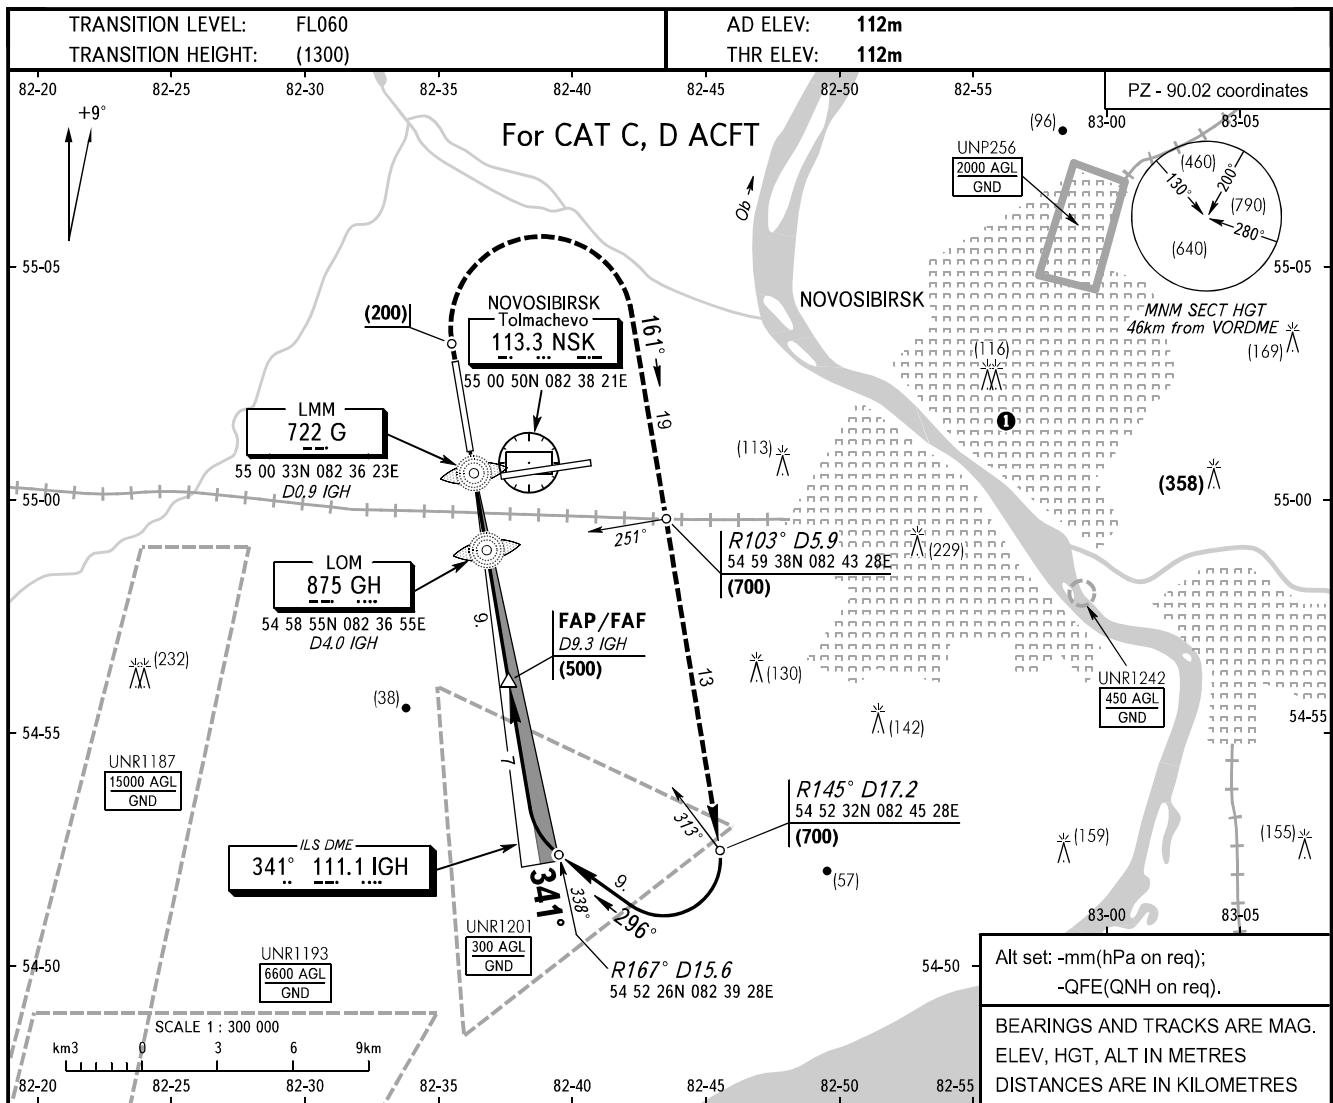 TRANSITION LEVEL: FL060
TRANSITION HEIGHT: (1300)
AD ELEV: 112m
THR ELEV: 112m
82-20 82-25 82-30 82-35 82-40 82-45 82-50 82-55
PZ - 90.02 coordinates
83-00 83-05
+9°
For CAT C, D ACFT
(96)
UNP256
2000 AGL
GND
(460)
130°
200°
(790)
280°
(640)
Ob
55-05
55-05
NOVOSIBIRSK
MNM SECT HGT
46km from VORDME
(169)
(200)
NOVOSIBIRSK
Tolmachevo
113.3 NSK
55 00 50N 082 38 21E
161°
19
(116)
1
LMM
722 G
55 00 33N 082 36 23E
D0.9 IGH
(113)
(358)
55-00
55-00
251°
R103° D5.9
54 59 38N 082 43 28E
(700)
(229)
LOM
875 GH
54 58 55N 082 36 55E
D4.0 IGH
9.
FAP/FAF
D9.3 IGH
(500)
13
(232)
(38)
(130)
(142)
UNR1242
450 AGL
GND
54-55
54-55
UNR1187
15000 AGL
GND
7
R145° D17.2
54 52 32N 082 45 28E
(700)
313°
(159)
(155)
ILS DME
341° 111.1 IGH
(57)
341°
338°
9.
296°
UNR1201
300 AGL
GND
83-00 83-05
UNR1193
6600 AGL
GND
54-50
54-50
R167° D15.6
54 52 26N 082 39 28E
Alt set: -mm(hPa on req);
-QFE(QNH on req).
SCALE 1 : 300 000
km3 0 3 6 9km
BEARINGS AND TRACKS ARE MAG.
ELEV, HGT, ALT IN METRES
DISTANCES ARE IN KILOMETRES
82-20 82-25 82-30 82-35 82-40 82-45 82-50 82-55